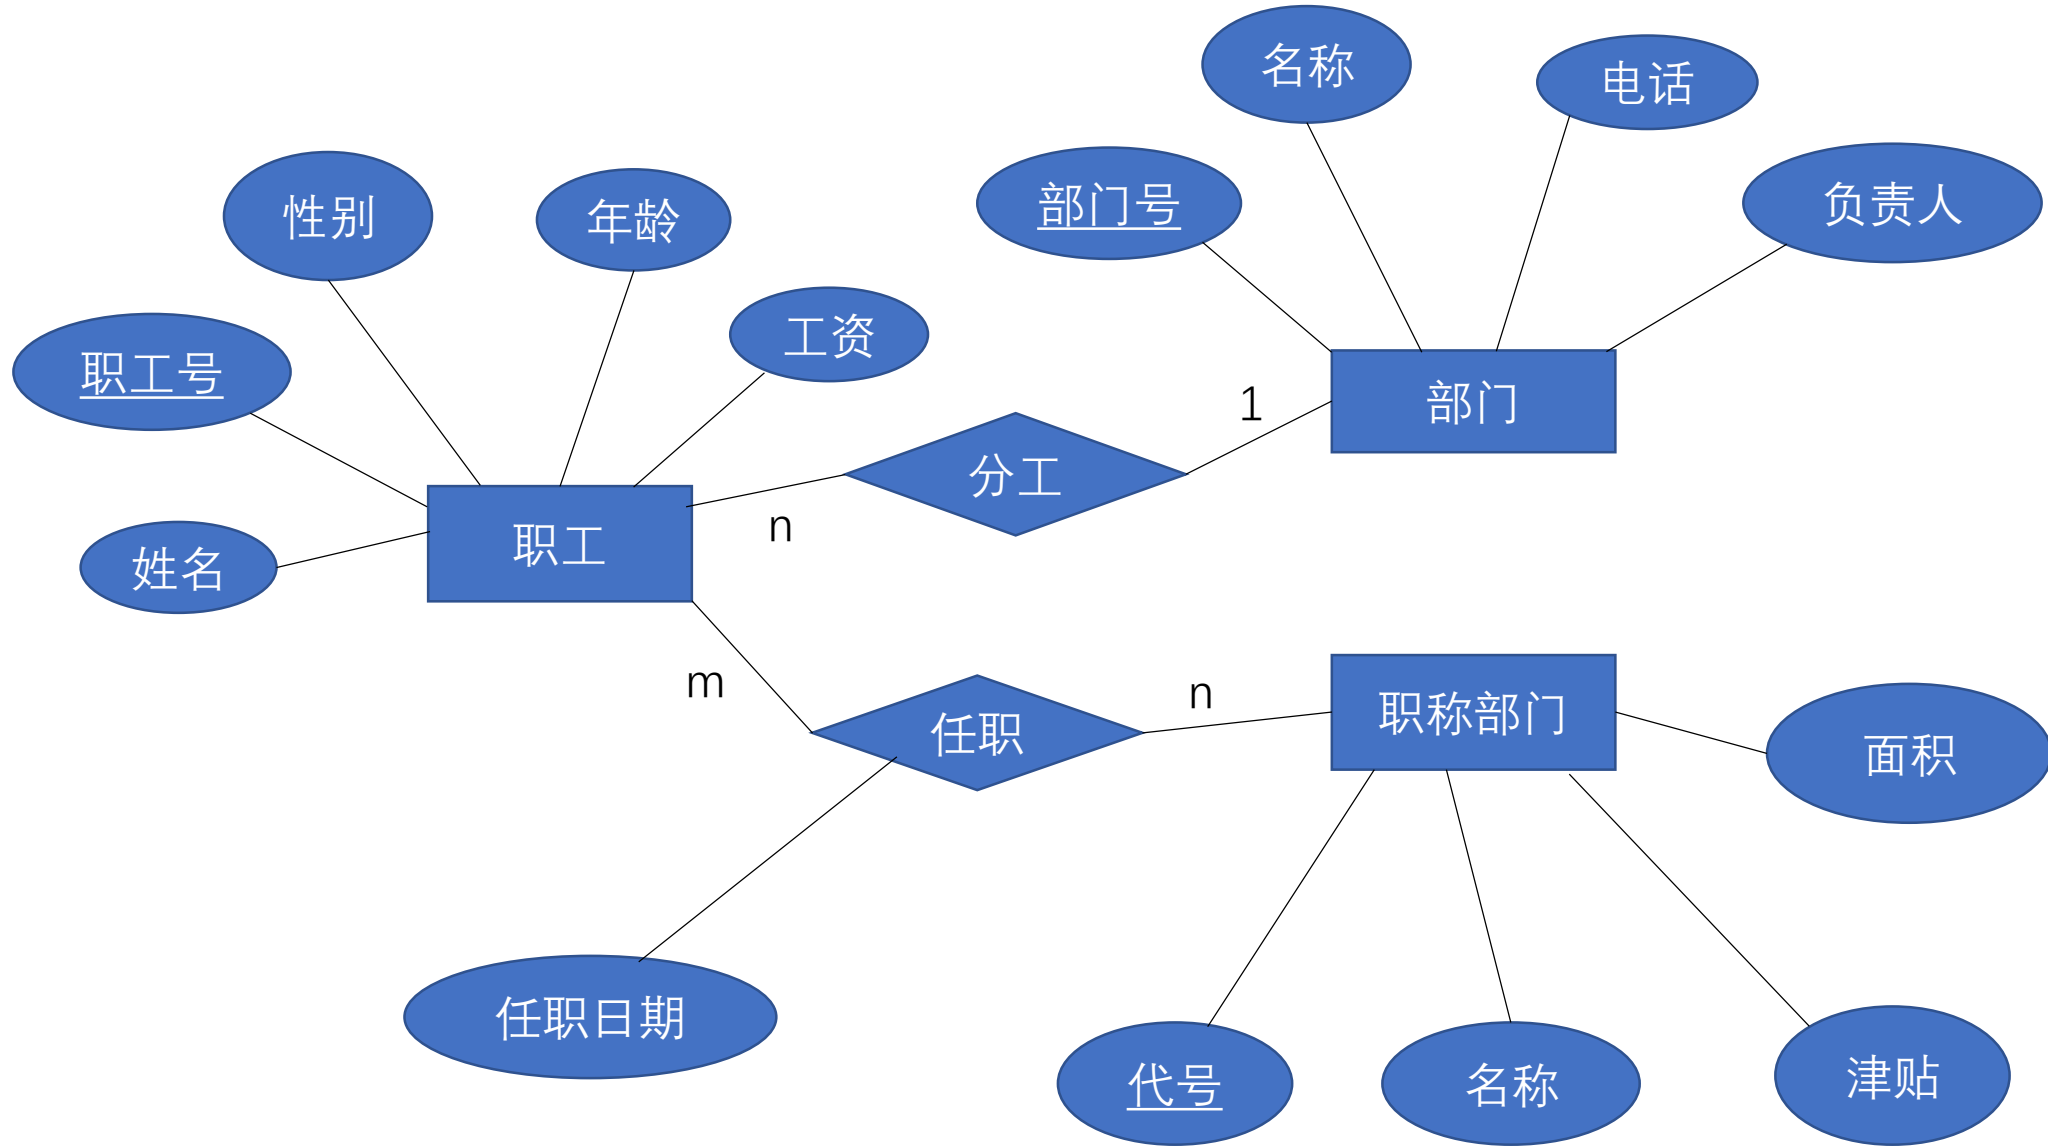 名称
电话
性别
年龄
部门号
负责人
职工号
工资
1
部门
分工
n
职工
姓名
m
任职
n
职称部门
面积
任职日期
代号
名称
津贴